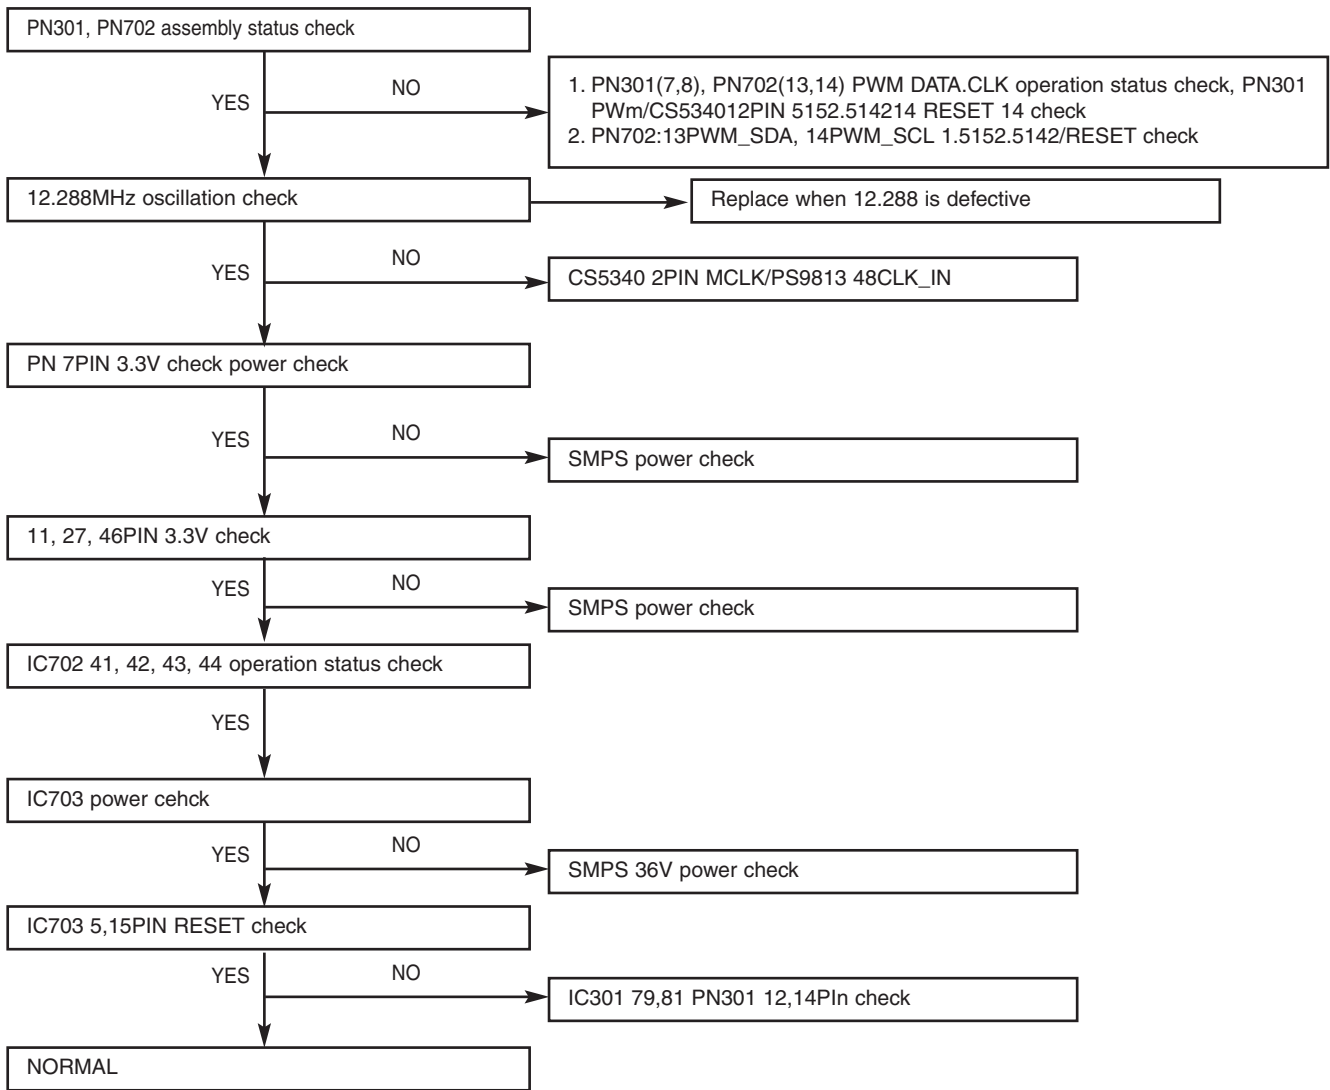 PN301, PN702 assembly status check
YES
NO
1. PN301(7,8), PN702(13,14) PWM DATA.CLK operation status check, PN301
PWm/CS534012PIN 5152.514214 RESET 14 check
2. PN702:13PWM_SDA, 14PWM_SCL 1.5152.5142/RESET check
12.288MHz oscillation check
Replace when 12.288 is defective
YES
NO
CS5340 2PIN MCLK/PS9813 48CLK_IN
PN 7PIN 3.3V check power check
YES
NO
SMPS power check
11, 27, 46PIN 3.3V check
YES
NO
SMPS power check
IC702 41, 42, 43, 44 operation status check
YES
IC703 power cehck
YES
NO
SMPS 36V power check
IC703 5,15PIN RESET check
YES
NO
IC301 79,81 PN301 12,14PIn check
NORMAL